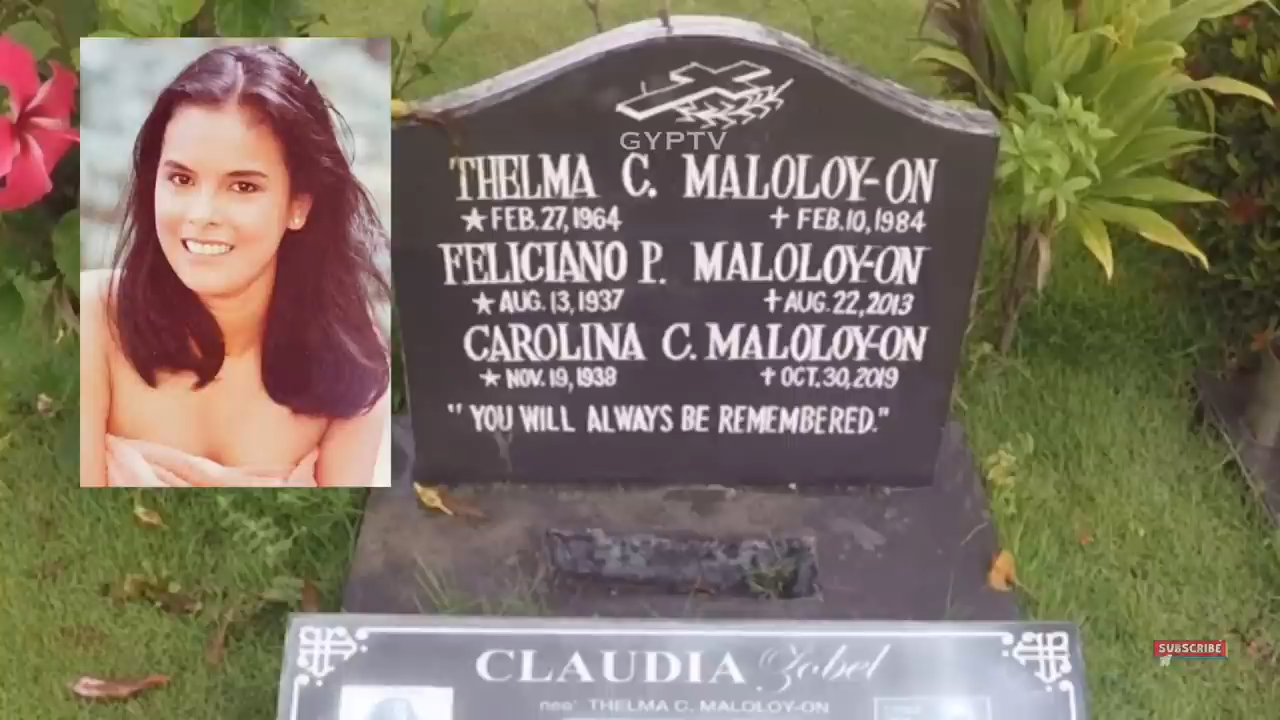 GYPTV
THELMA C. MALOLOY-ON
★ FEB. 27, 1964 ✝ FEB. 10, 1984
FELICIANO P. MALOLOY-ON
★ AUG. 13, 1937 ✝ AUG. 22, 2013
CAROLINA C. MALOLOY-ON
★ NOV. 19, 1938 ✝ OCT. 30, 2019
"YOU WILL ALWAYS BE REMEMBERED."
SUBSCRIBE
CLAUDIA Zobel
nee' THELMA C. MALOLOY-ON